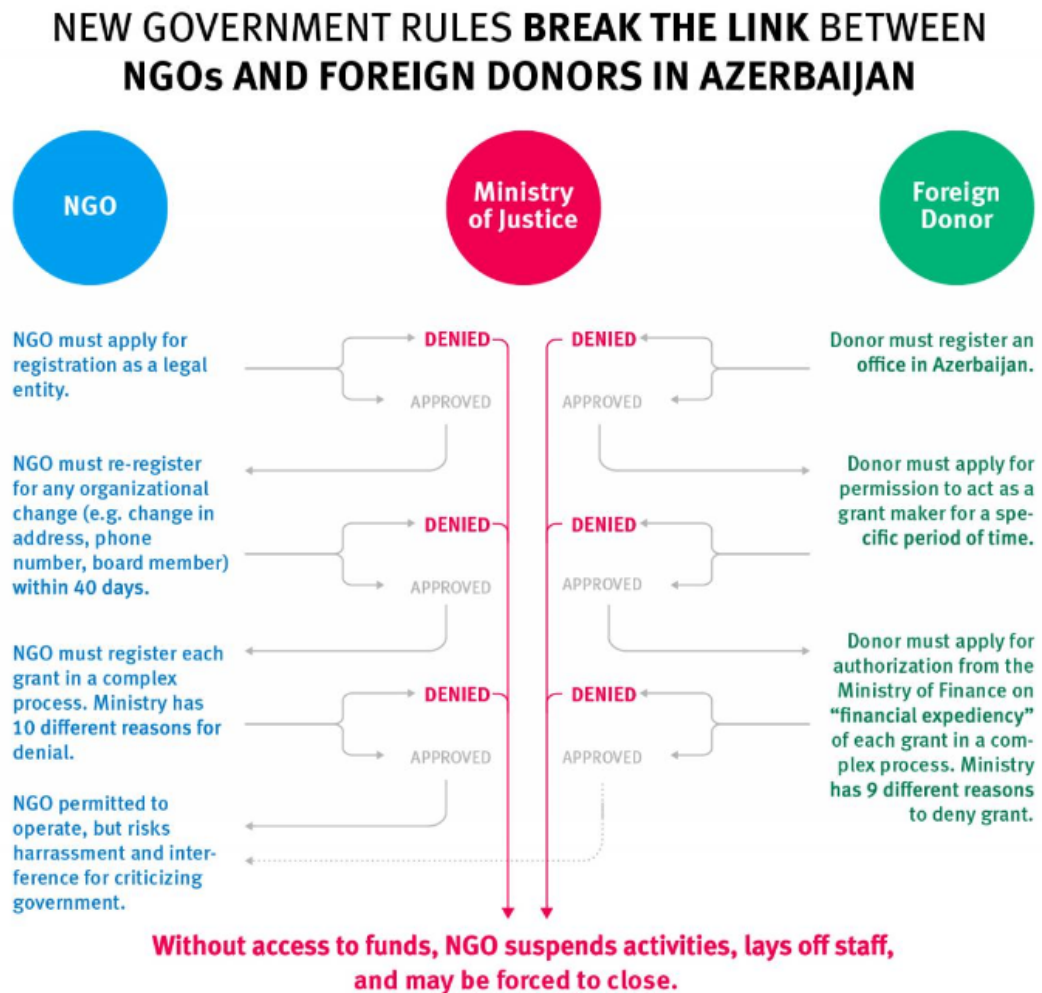 NEW GOVERNMENT RULES BREAK THE LINK BETWEEN
NGOs AND FOREIGN DONORS IN AZERBAIJAN
NGO
Ministry
of Justice
Foreign
Donor
NGO must apply for
registration as a legal
entity.
DENIED
APPROVED
DENIED
APPROVED
Donor must register an
office in Azerbaijan.
NGO must re-register
for any organizational
change (e.g. change in
address, phone
number, board member)
within 40 days.
DENIED
APPROVED
DENIED
APPROVED
Donor must apply for
permission to act as a
grant maker for a spe-
cific period of time.
NGO must register each
grant in a complex
process. Ministry has
10 different reasons for
denial.
DENIED
APPROVED
DENIED
APPROVED
Donor must apply for
authorization from the
Ministry of Finance on
“financial expediency”
of each grant in a com-
plex process. Ministry
has 9 different reasons
to deny grant.
NGO permitted to
operate, but risks
harrassment and inter-
ference for criticizing
government.
Without access to funds, NGO suspends activities, lays off staff,
and may be forced to close.